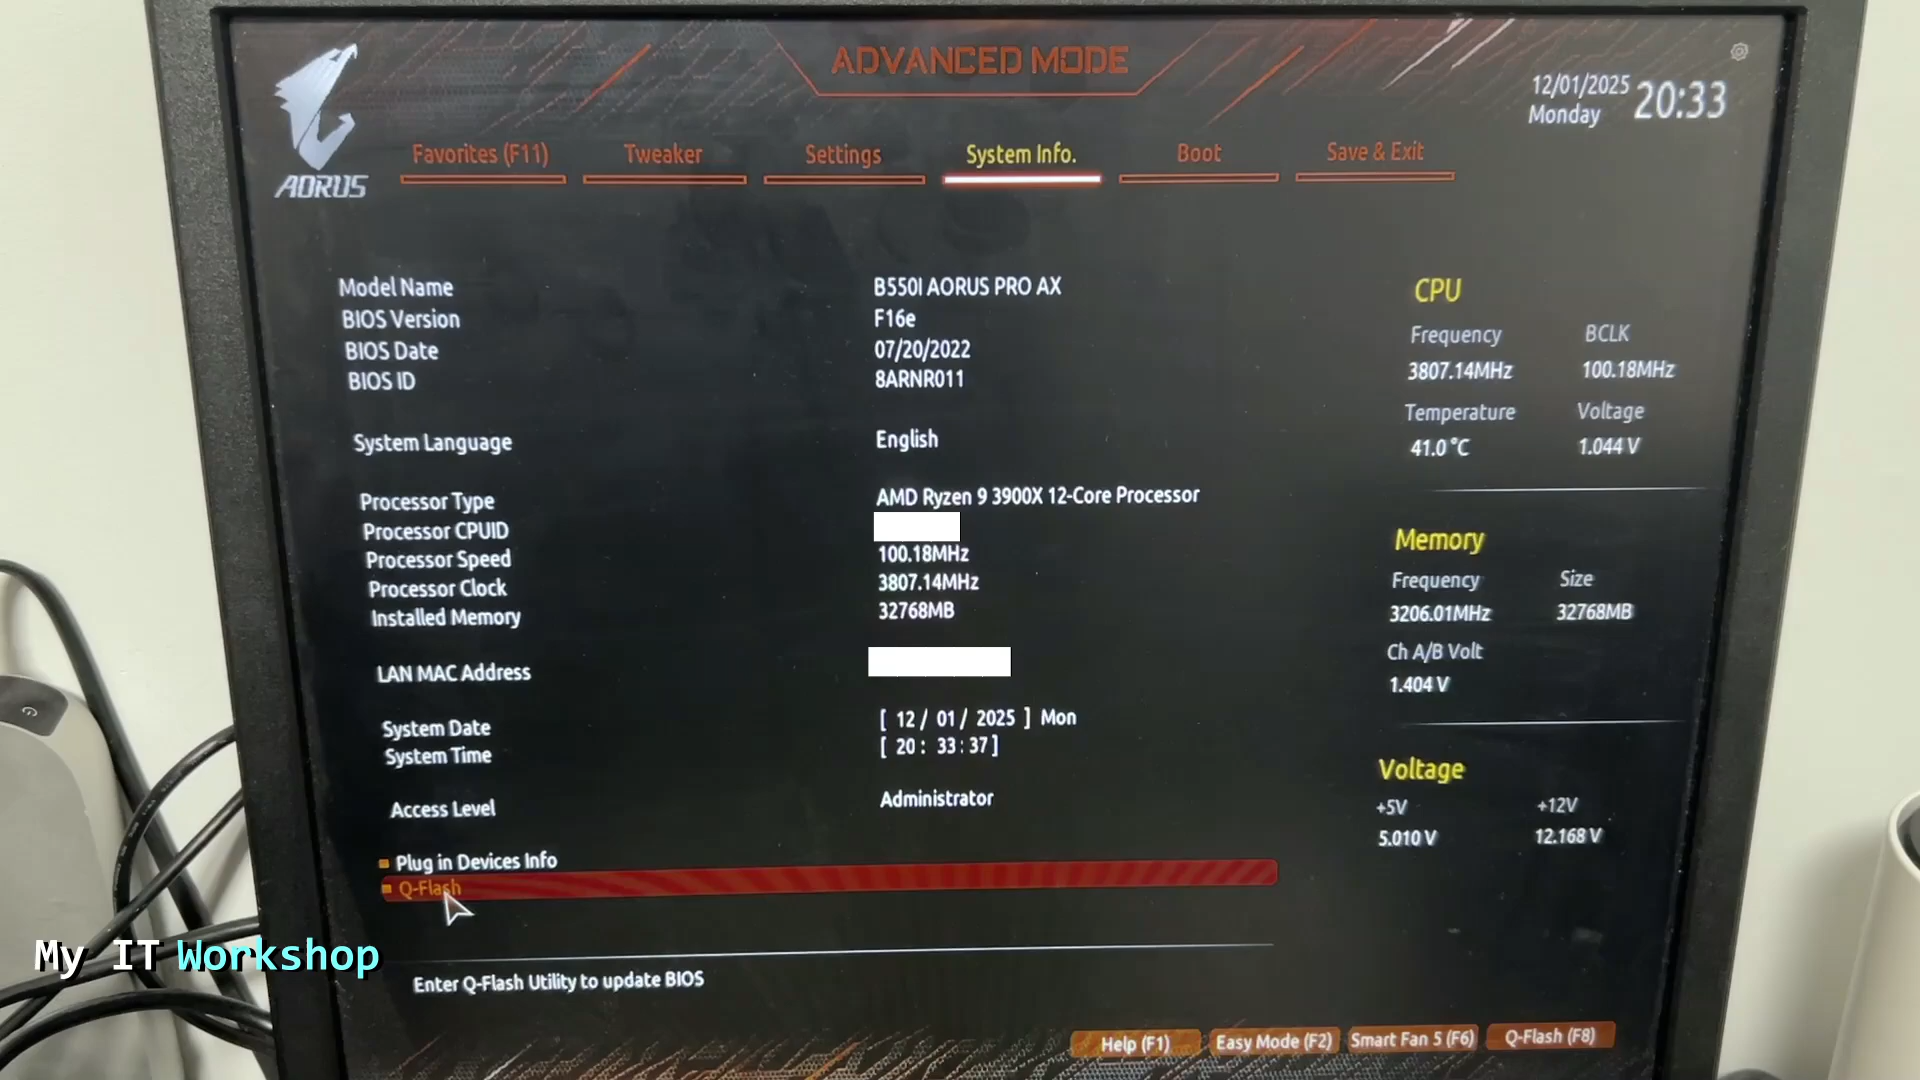 ADVANCED MODE
12/01/2025
Monday
20:33
AORUS
Favorites (F11)
Tweaker
Settings
System Info.
Boot
Save & Exit
Model Name
B550I AORUS PRO AX
BIOS Version
F16e
BIOS Date
07/20/2022
BIOS ID
8ARNR011
System Language
English
Processor Type
AMD Ryzen 9 3900X 12-Core Processor
Processor CPUID
Processor Speed
100.18MHz
Processor Clock
3807.14MHz
Installed Memory
32768MB
LAN MAC Address
System Date
[ 12 / 01 / 2025 ] Mon
System Time
[ 20 : 33 : 37 ]
Access Level
Administrator
Plug in Devices Info
Q-Flash
Enter Q-Flash Utility to update BIOS
CPU
Frequency
BCLK
3807.14MHz
100.18MHz
Temperature
Voltage
41.0 °C
1.044 V
Memory
Frequency
Size
3206.01MHz
32768MB
Ch A/B Volt
1.404 V
Voltage
+5V
+12V
5.010 V
12.168 V
Help (F1)
Easy Mode (F2)
Smart Fan 5 (F6)
Q-Flash (F8)
My IT Workshop